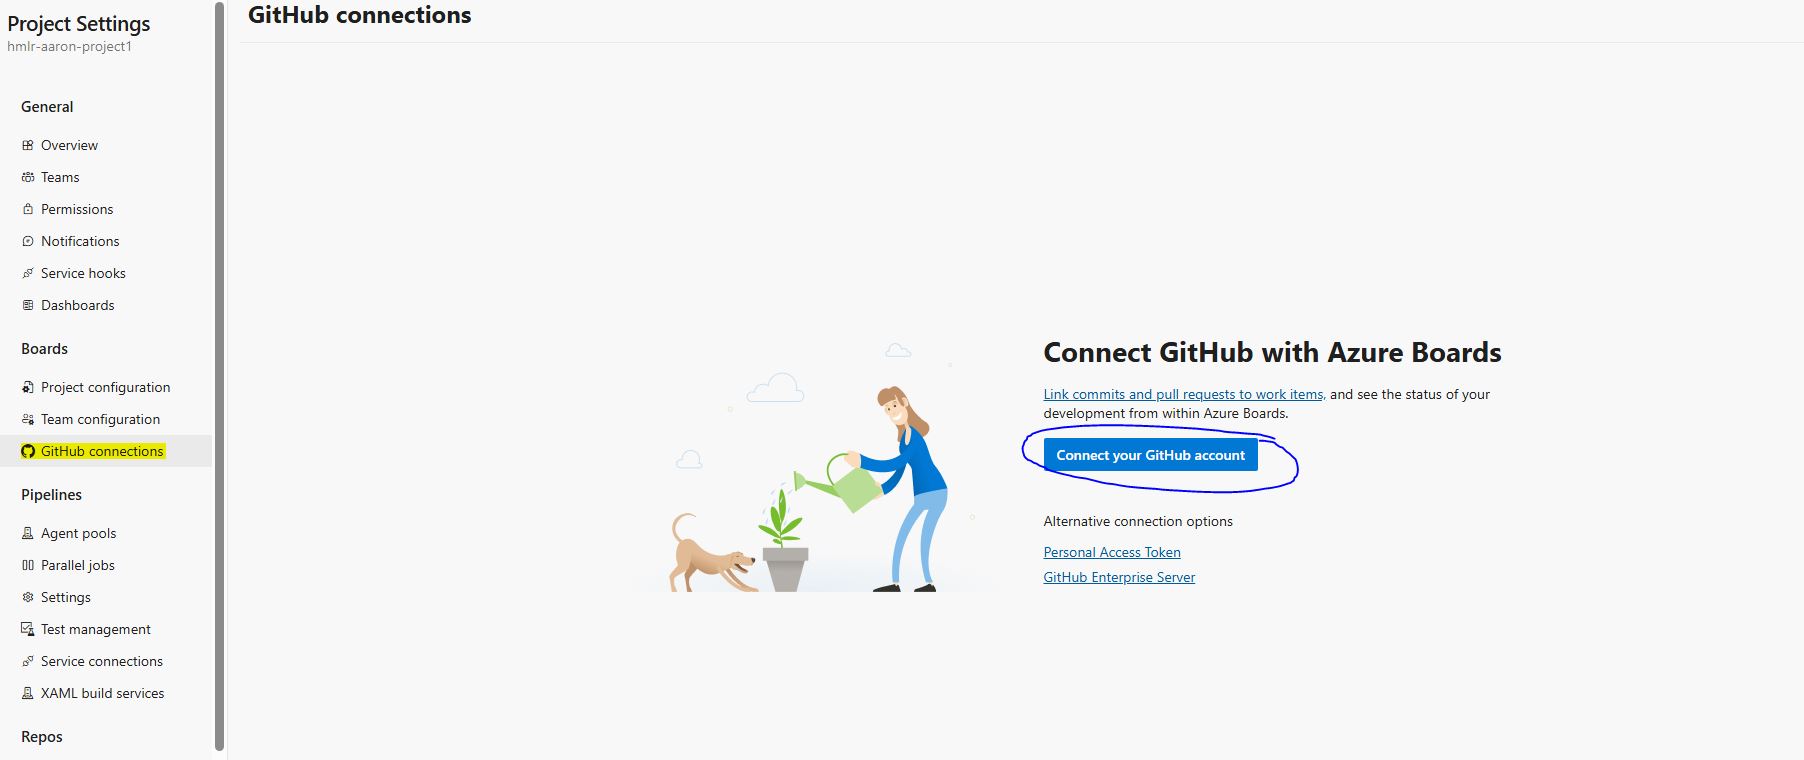 Project Settings
hmlr-aaron-project1
General
Overview
Teams
Permissions
Notifications
Service hooks
Dashboards
Boards
Project configuration
Team configuration
GitHub connections
Pipelines
Agent pools
Parallel jobs
Settings
Test management
Service connections
XAML build services
Repos
GitHub connections
Connect GitHub with Azure Boards
Link commits and pull requests to work items, and see the status of your
development from within Azure Boards.
Connect your GitHub account
Alternative connection options
Personal Access Token
GitHub Enterprise Server